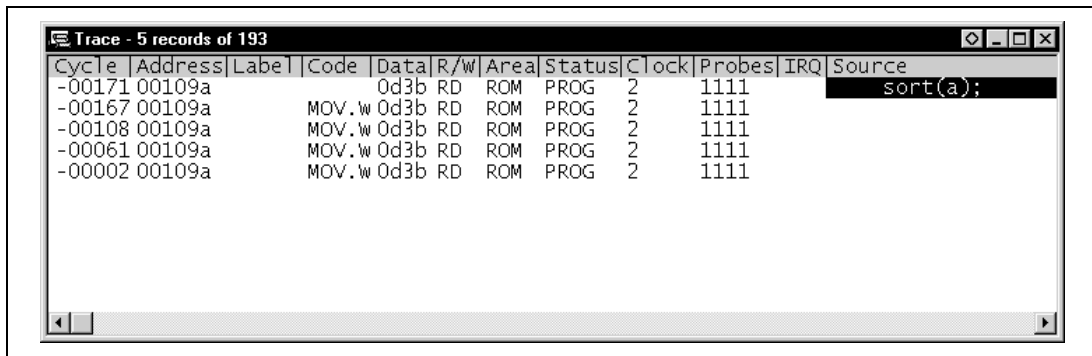 Trace - 5 records of 193
Cycle Address Label Code Data R/W Area Status Clock Probes IRQ Source
-00171 00109a 0d3b RD ROM PROG 2 1111 sort(a);
-00167 00109a MOV.W 0d3b RD ROM PROG 2 1111
-00108 00109a MOV.W 0d3b RD ROM PROG 2 1111
-00061 00109a MOV.W 0d3b RD ROM PROG 2 1111
-00002 00109a MOV.W 0d3b RD ROM PROG 2 1111